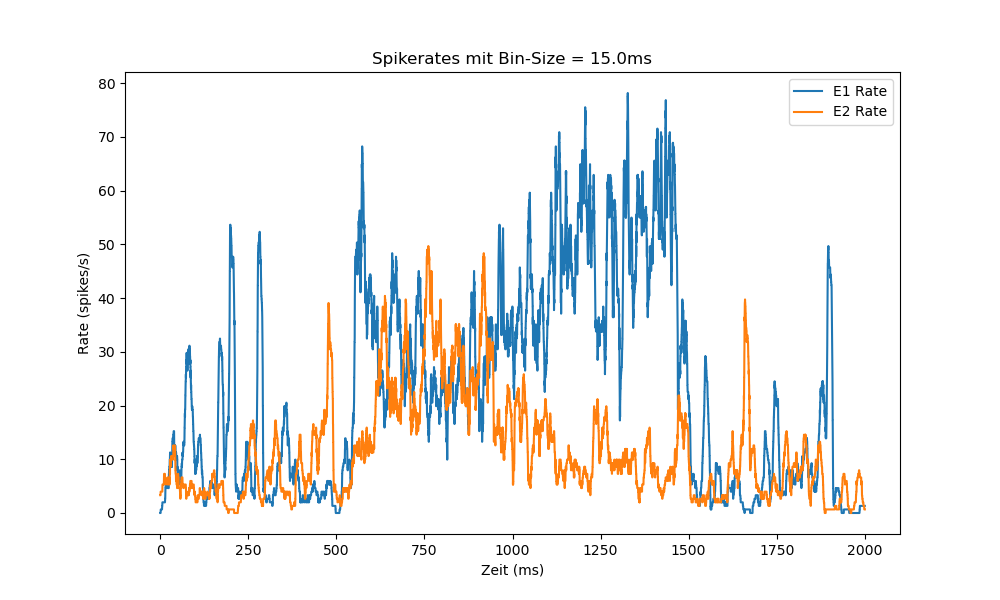 Spikerates mit Bin-Size = 15.0ms
E1 Rate
E2 Rate
Rate (spikes/s)
80
70
60
50
40
30
20
10
0
0 250 500 750 1000 1250 1500 1750 2000
Zeit (ms)